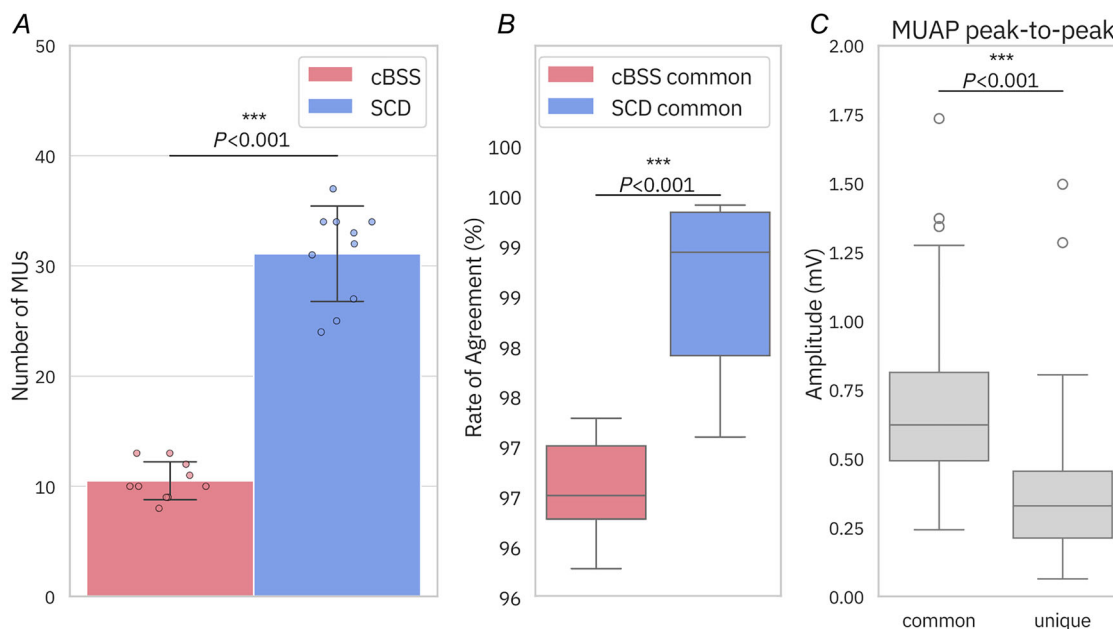 A
50
40
30
20
10
0
Number of MUs
cBSS
SCD
***
P<0.001
B
100
100
99
99
98
98
97
97
96
96
Rate of Agreement (%)
cBSS common
SCD common
***
P<0.001
C
MUAP peak-to-peak
2.00
1.75
1.50
1.25
1.00
0.75
0.50
0.25
0.00
Amplitude (mV)
***
P<0.001
common
unique